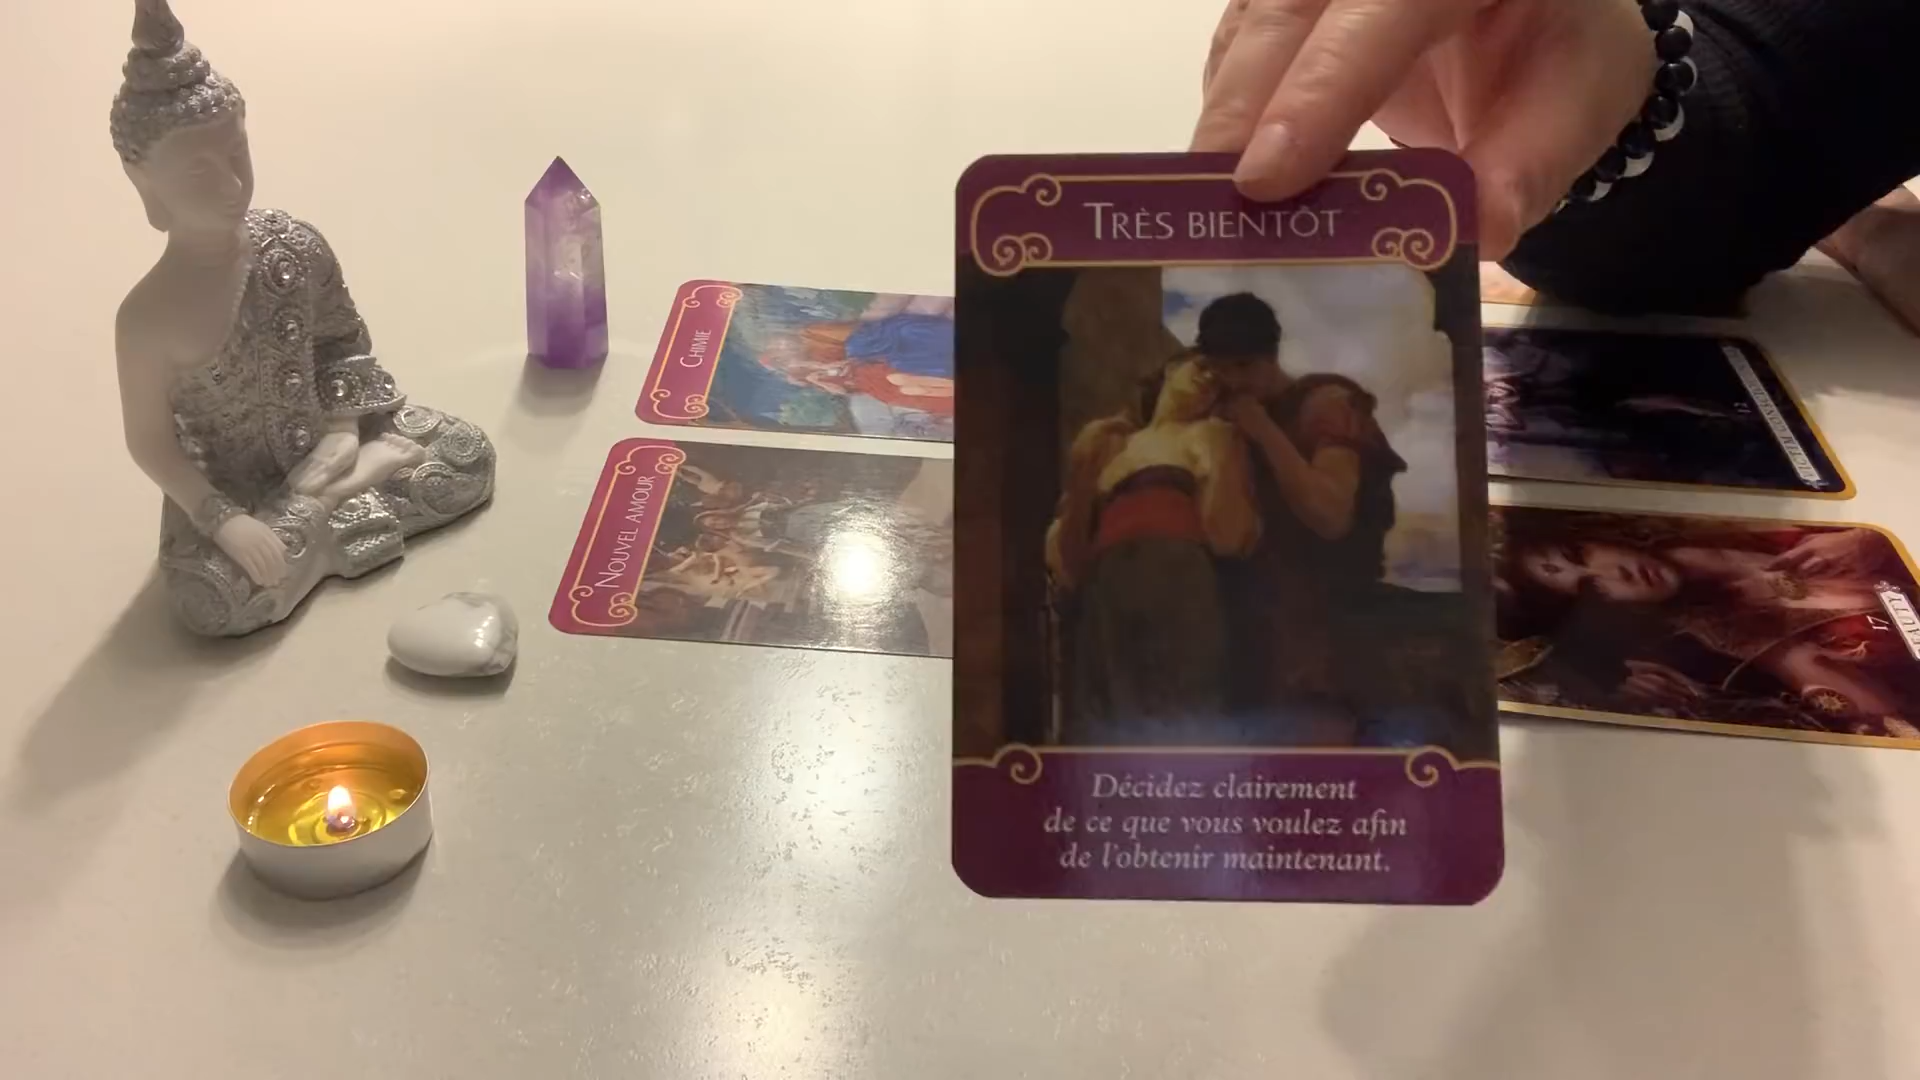 TRÈS BIENTÔT
Décidez clairement
de ce que vous voulez afin
de l'obtenir maintenant.
CHIMIE
NOUVEL AMOUR
17